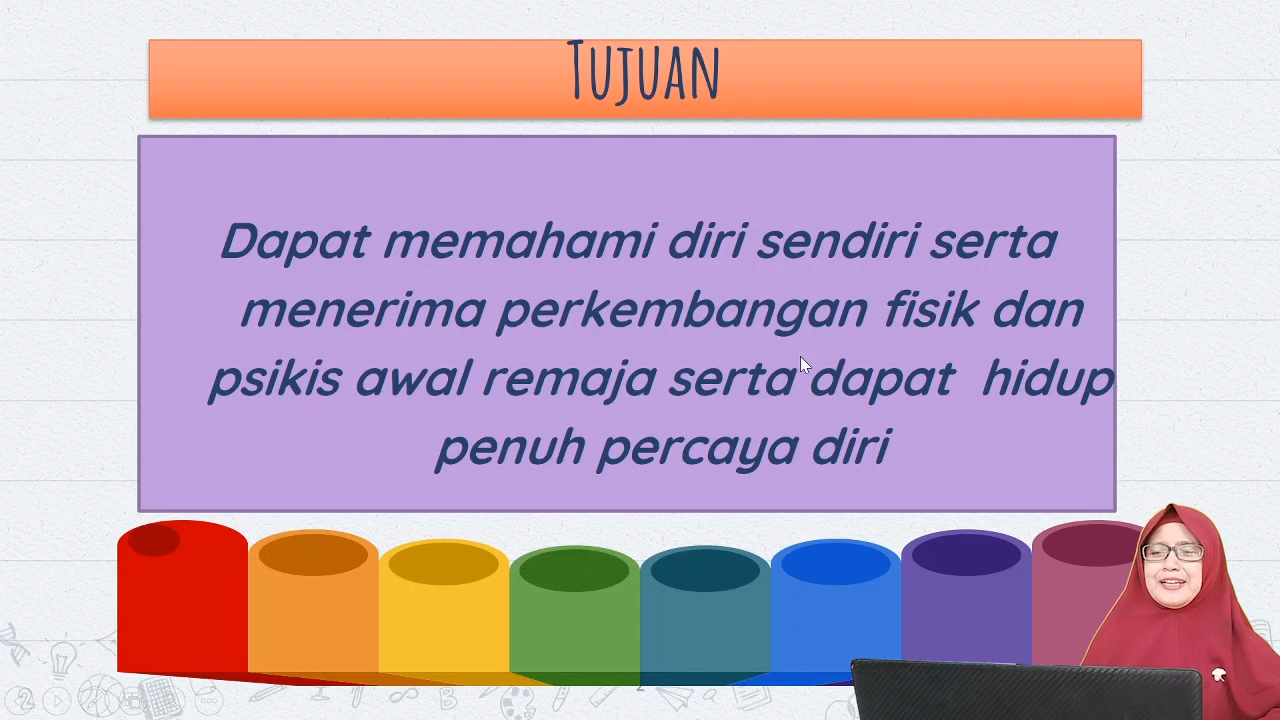 TUJUAN
Dapat memahami diri sendiri serta
menerima perkembangan fisik dan
psikis awal remaja serta dapat hidup
penuh percaya diri
2